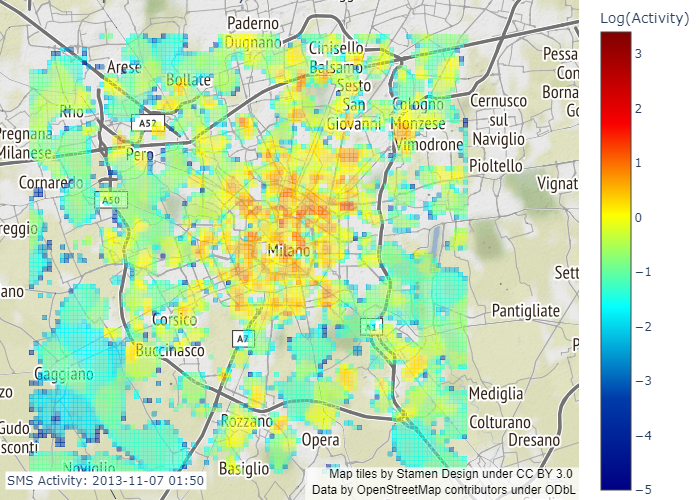 Paderno
Dugnano
Cinisello
Balsamo
Arese
Bollate
Sesto
San
Giovanni
Cologno
Monzese
Vimodrone
Cernusco
sul
Naviglio
Pessa
Con
Borna
Go
Rho
A52
Pregnana
Milanese
Pero
Pioltello
Cornaredo
A50
Vignat
reggio
Milano
Sett
ano
Pantigliate
Corsico
A7
A1
P
Buccinasco
Gaggiano
zo
Mediglia
Rozzano
Colturano
Gudo
sconti
Opera
Dresano
Noviglio
Basiglio
SMS Activity: 2013-11-07 01:50
Map tiles by Stamen Design under CC BY 3.0
Data by OpenStreetMap contributors under ODbL
Log(Activity)
3
2
1
0
−1
−2
−3
−4
−5